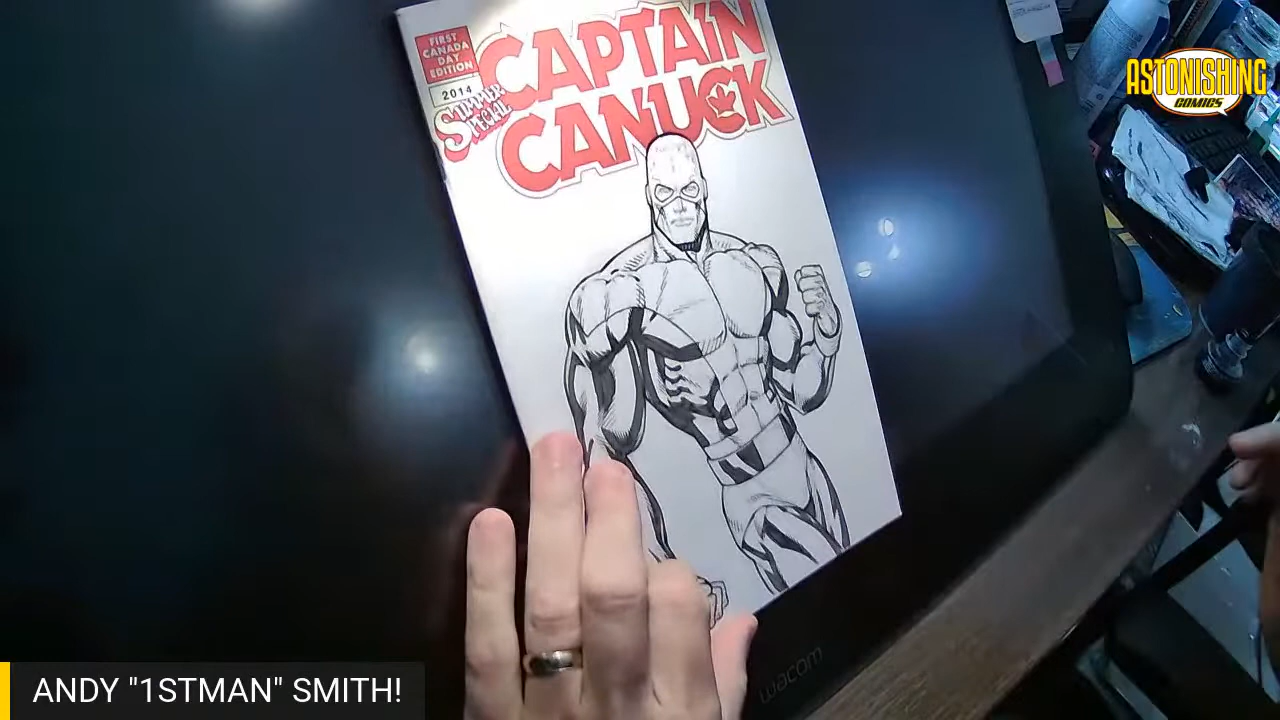 FIRST
CANADA
DAY
EDITION
2014
SUMMER
SPECIAL
CAPTAIN
CANUCK
ASTONISHING
COMICS
wacom
ANDY "1STMAN" SMITH!